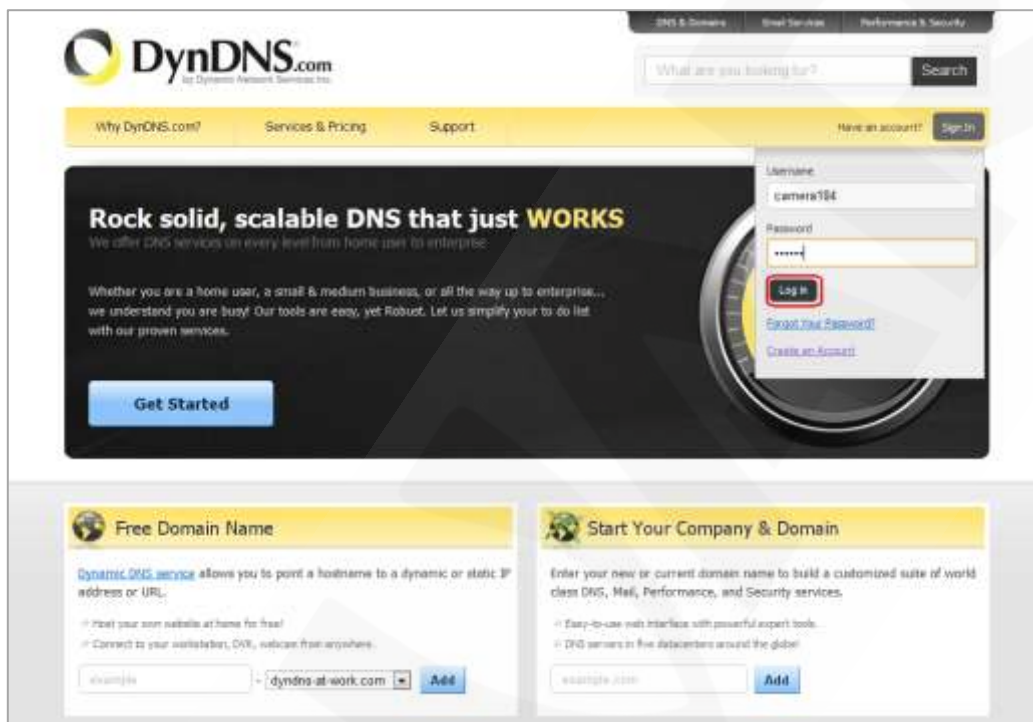 DNS & Domains Email Services Performance & Security
DynDNS.com
by Dynamic Network Services Inc.
What are you looking for? Search
Why DynDNS.com? Services & Pricing Support Have an account? Sign In
Username
camera104
Password
••••••
Log in
Forgot Your Password?
Create an Account
Rock solid, scalable DNS that just WORKS
We offer DNS services on every level from home user to enterprise
Whether you are a home user, a small & medium business, or all the way up to enterprise...
we understand you are busy! Our tools are easy, yet Robust. Let us simplify your to do list
with our proven services.
Get Started
Free Domain Name
Dynamic DNS service allows you to point a hostname to a dynamic or static IP
address or URL.
Host your own website at home for free!
Connect to your workstation, DVR, webcam from anywhere.
example - dyndns-at-work.com Add
Start Your Company & Domain
Enter your new or current domain name to build a customized suite of world
class DNS, Mail, Performance, and Security services.
Easy-to-use web interface with powerful expert tools.
DNS servers in five datacenters around the globe!
example.com Add